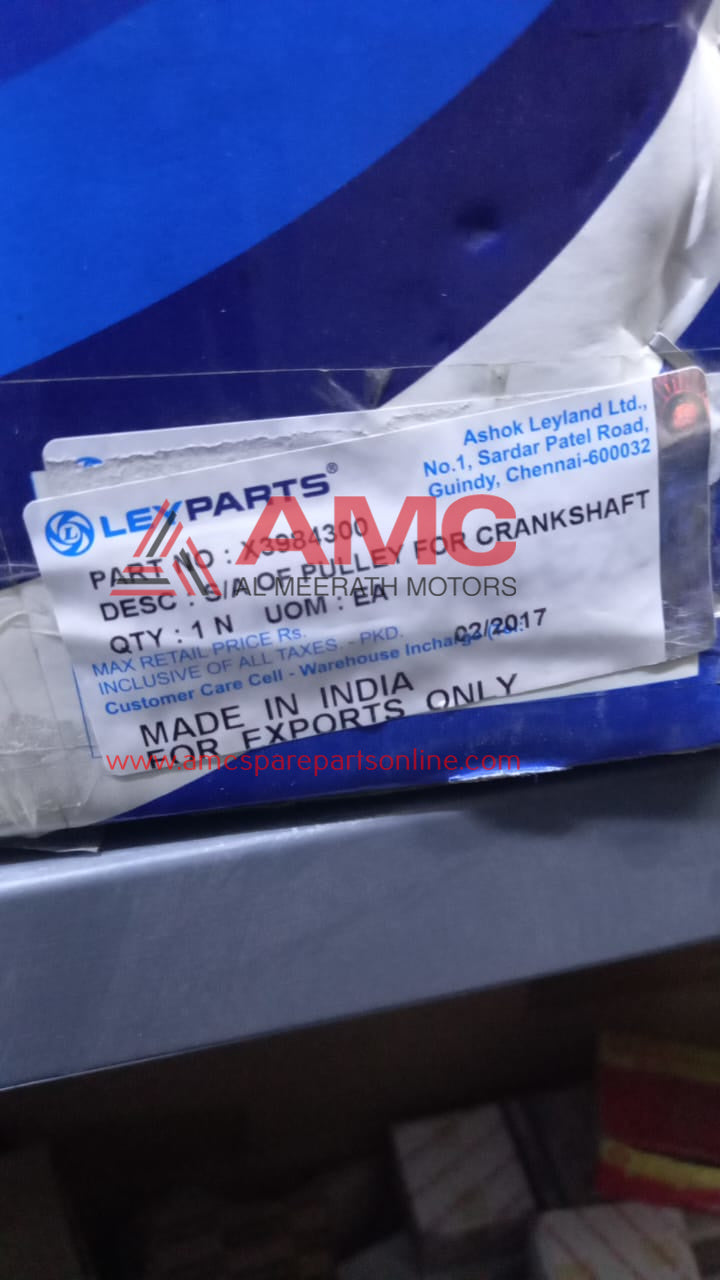 Ashok Leyland Ltd.,
No.1, Sardar Patel Road,
Guindy, Chennai-600032
LEYPARTS®
PART NO : X3984300
DESC : S/A OF PULLEY FOR CRANKSHAFT
QTY : 1 N UOM : EA
MAX RETAIL PRICE Rs.
INCLUSIVE OF ALL TAXES. - PKD. 02/2017
Customer Care Cell - Warehouse Incharge
MADE IN INDIA
FOR EXPORTS ONLY
AMC
AL MEERATH MOTORS
www.amcsparepartsonline.com